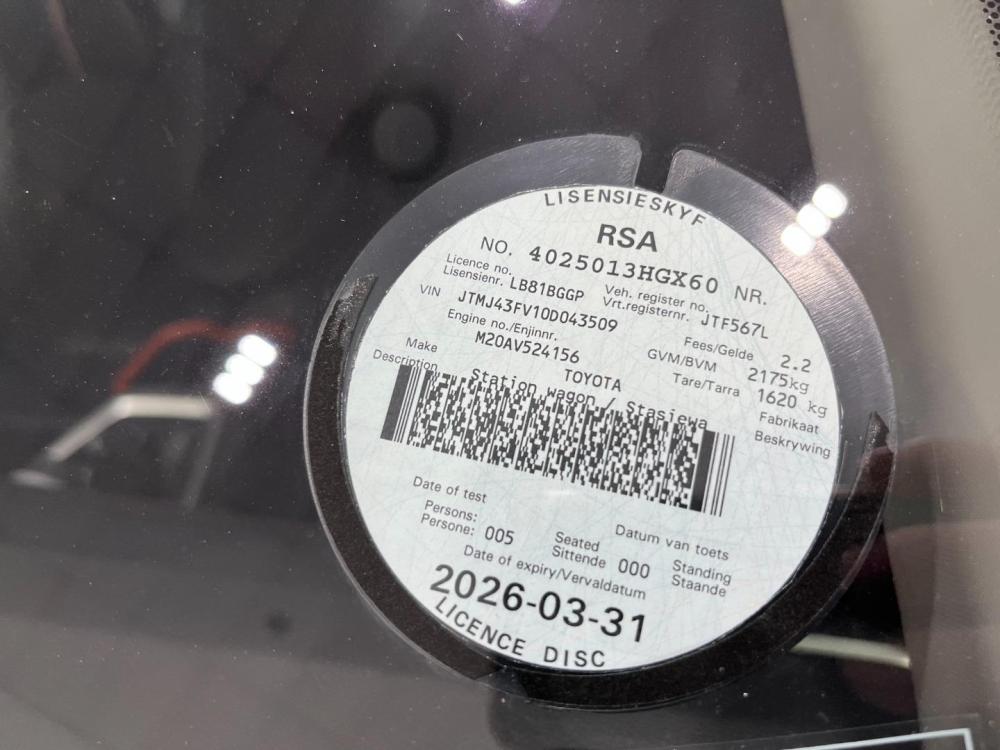 LISENSIESKYF
RSA
NO. 4025013HGX60 NR.
Licence no. Lisensienr. LB81BGGP Veh. register no. Vrt.registernr. JTF567L
VIN JTMJ43FV10D043509 Fees/Gelde 2.2
Engine no./Enjinnr. M20AV524156 GVM/BVM 2175kg
Tare/Tarra 1620 kg
Make TOYOTA Fabrikaat
Description Station wagon / Stasiewa Beskrywing
Date of test Datum van toets
Persons: Persone: 005 Seated Sittende 000 Standing Staande
Date of expiry/Vervaldatum
2026-03-31
LICENCE DISC